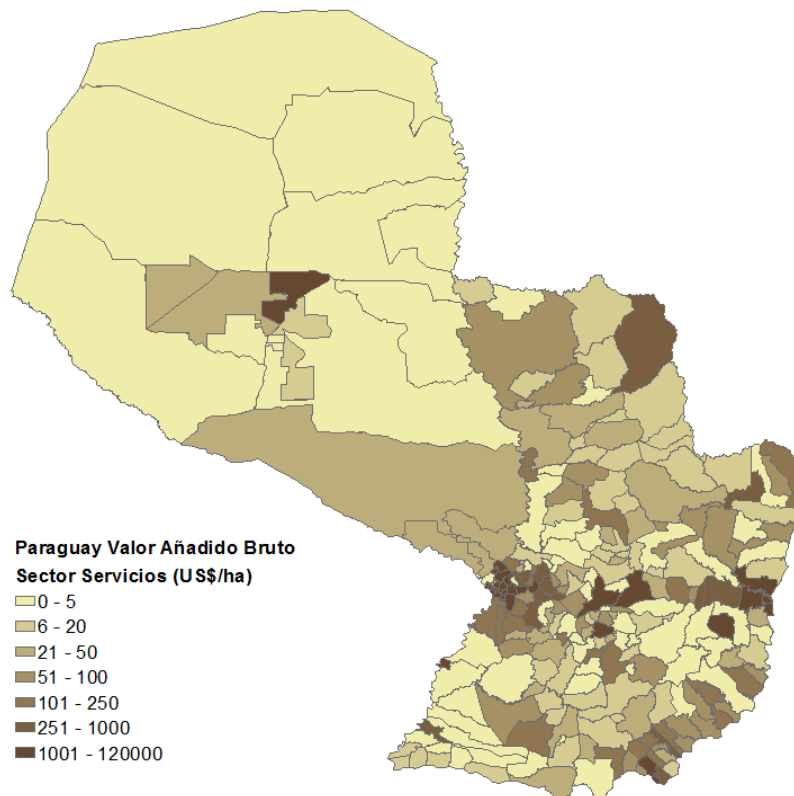 Paraguay Valor Añadido Bruto
Sector Servicios (US$/ha)
0 - 5
6 - 20
21 - 50
51 - 100
101 - 250
251 - 1000
1001 - 120000